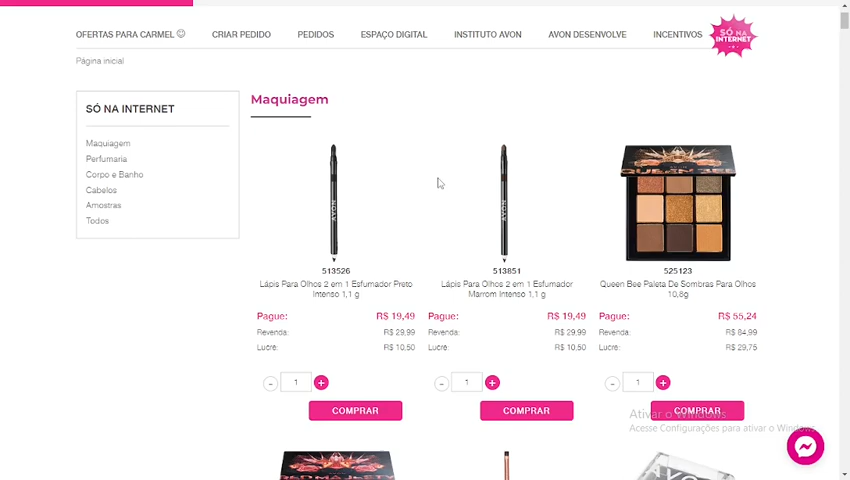 OFERTAS PARA CARMEL CRIAR PEDIDO PEDIDOS ESPAÇO DIGITAL INSTITUTO AVON AVON DESENVOLVE INCENTIVOS
SÓ NA
INTERNET
Página inicial
SÓ NA INTERNET
Maquiagem
Perfumaria
Corpo e Banho
Cabelos
Amostras
Todos
Maquiagem
AVON
513526
Lápis Para Olhos 2 em 1 Esfumador Preto
Intenso 1,1 g
Pague: R$ 19,49
Revenda: R$ 29,99
Lucre: R$ 10,50
- 1 +
COMPRAR
AVON
513851
Lápis Para Olhos 2 em 1 Esfumador
Marrom Intenso 1,1 g
Pague: R$ 19,49
Revenda: R$ 29,99
Lucre: R$ 10,50
- 1 +
COMPRAR
525123
Queen Bee Paleta De Sombras Para Olhos
10,8g
Pague: R$ 55,24
Revenda: R$ 84,99
Lucre: R$ 29,75
- 1 +
COMPRAR
Ativar o Windows
Acesse Configurações para ativar o Windows.